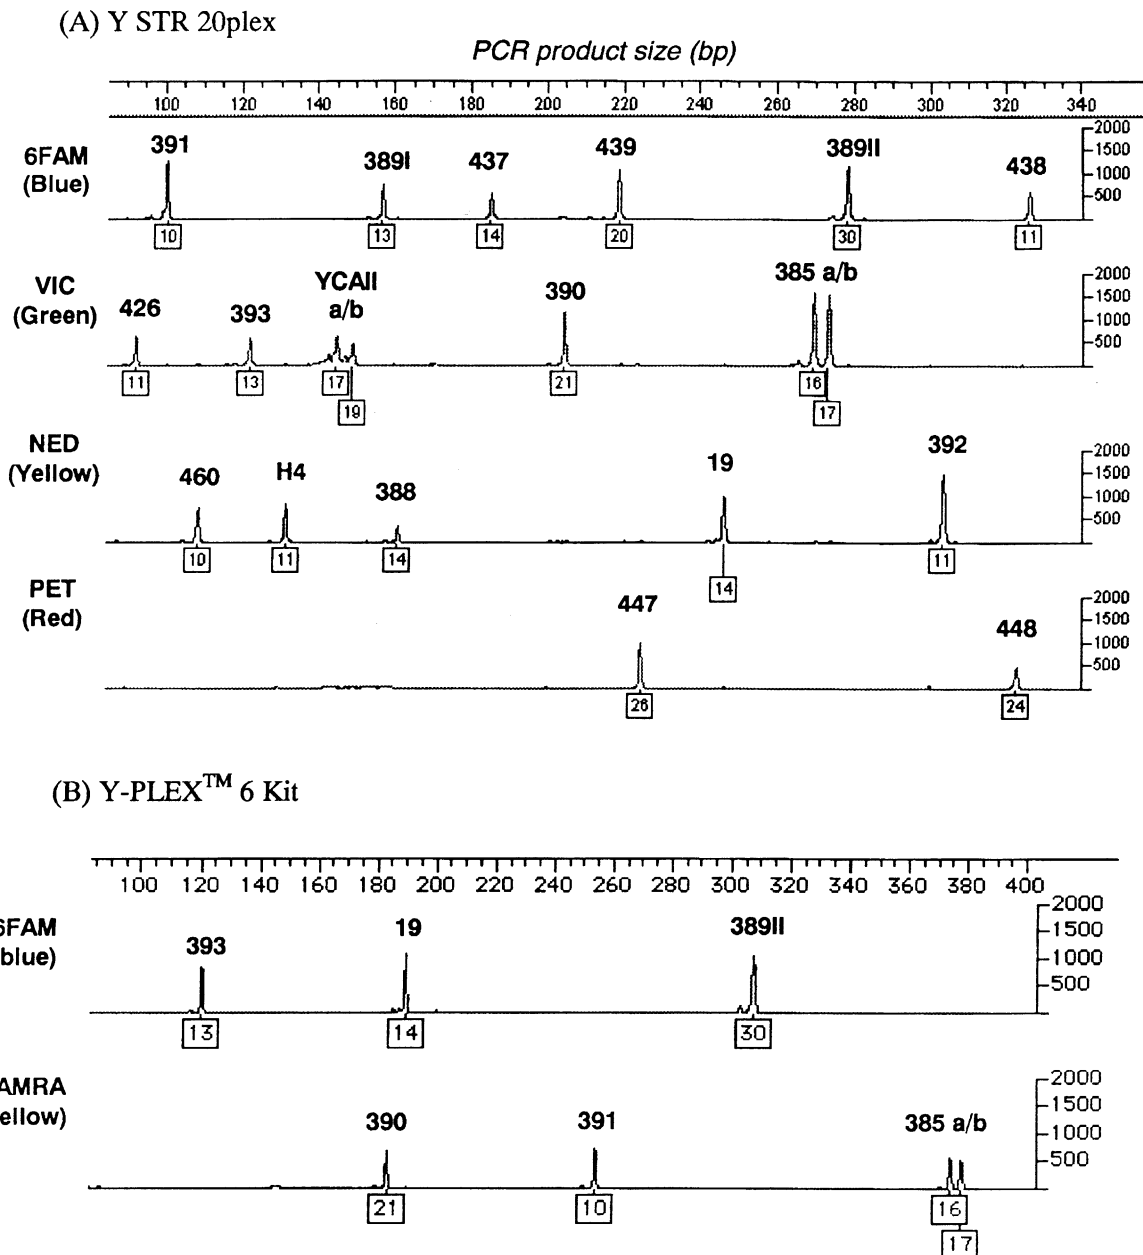 (A) Y STR 20plex
PCR product size (bp)
100 120 140 160 180 200 220 240 260 280 300 320 340
6FAM
(Blue)
391 389I 437 439 389II 438
2000
1500
1000
500
10 13 14 20 30 11
VIC
(Green)
426 393 YCAII
a/b
390 385 a/b
2000
1500
1000
500
11 13 17 21 16
19 17
NED
(Yellow)
460 H4 388 19 392
2000
1500
1000
500
10 11 14 11
14
PET
(Red)
447 448
2000
1500
1000
500
26 24
(B) Y-PLEX™ 6 Kit
100 120 140 160 180 200 220 240 260 280 300 320 340 360 380 400
6FAM
blue)
393 19 389II
2000
1500
1000
500
13 14 30
AMRA
ellow)
390 391 385 a/b
2000
1500
1000
500
21 10 16
17